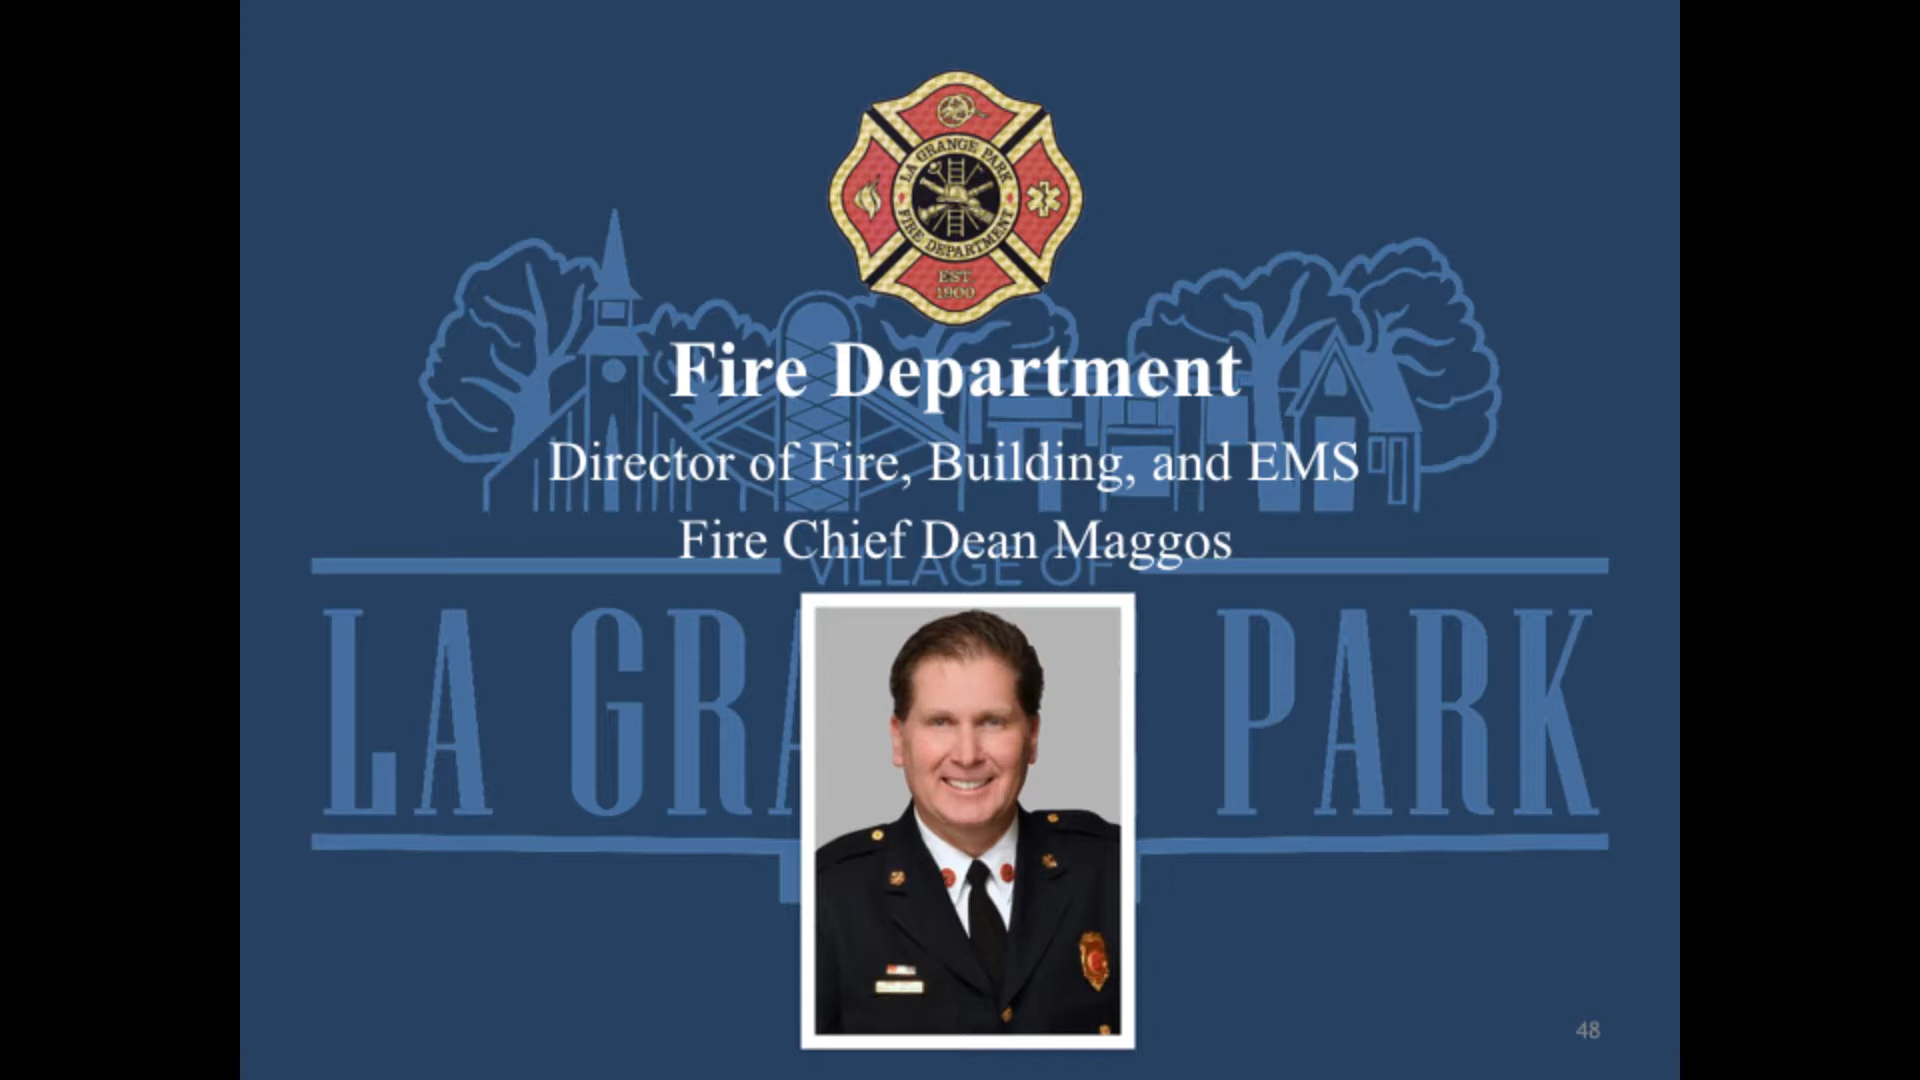 LA GRANGE PARK
FIRE DEPARTMENT
EST
1900
Fire Department
Director of Fire, Building, and EMS
Fire Chief Dean Maggos
VILLAGE OF
LA GRA PARK
48